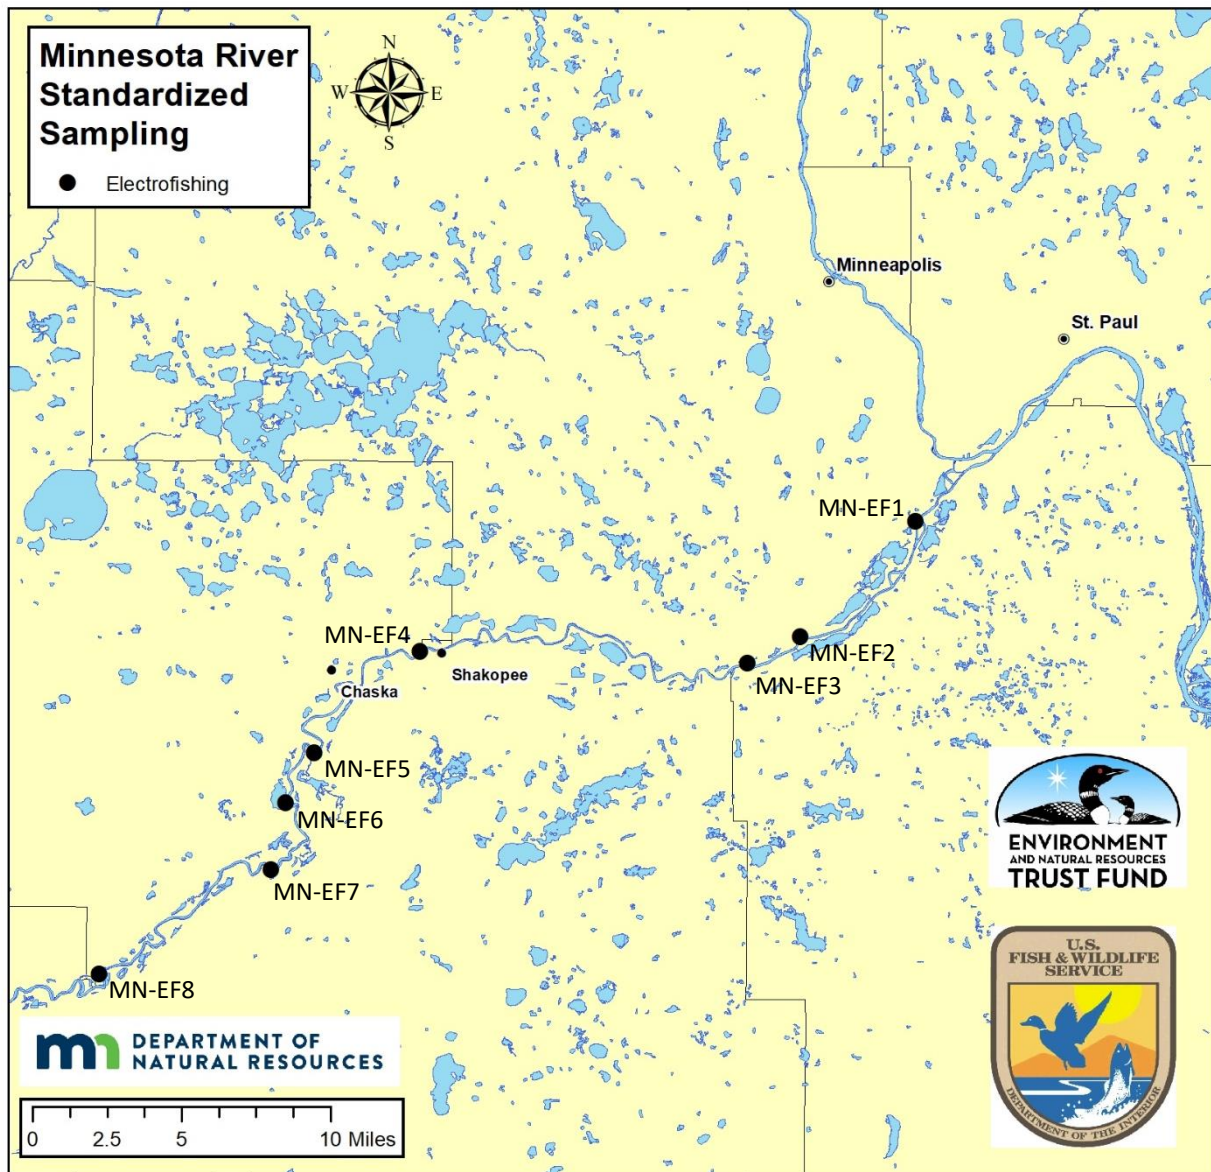 Minnesota River
Standardized
Sampling
Electrofishing
N
W
E
S
Minneapolis
St. Paul
MN-EF1
MN-EF2
MN-EF3
MN-EF4
Shakopee
Chaska
MN-EF5
MN-EF6
MN-EF7
MN-EF8
ENVIRONMENT
AND NATURAL RESOURCES
TRUST FUND
U.S.
FISH & WILDLIFE
SERVICE
DEPARTMENT OF THE INTERIOR
mn DEPARTMENT OF
NATURAL RESOURCES
0 2.5 5 10 Miles